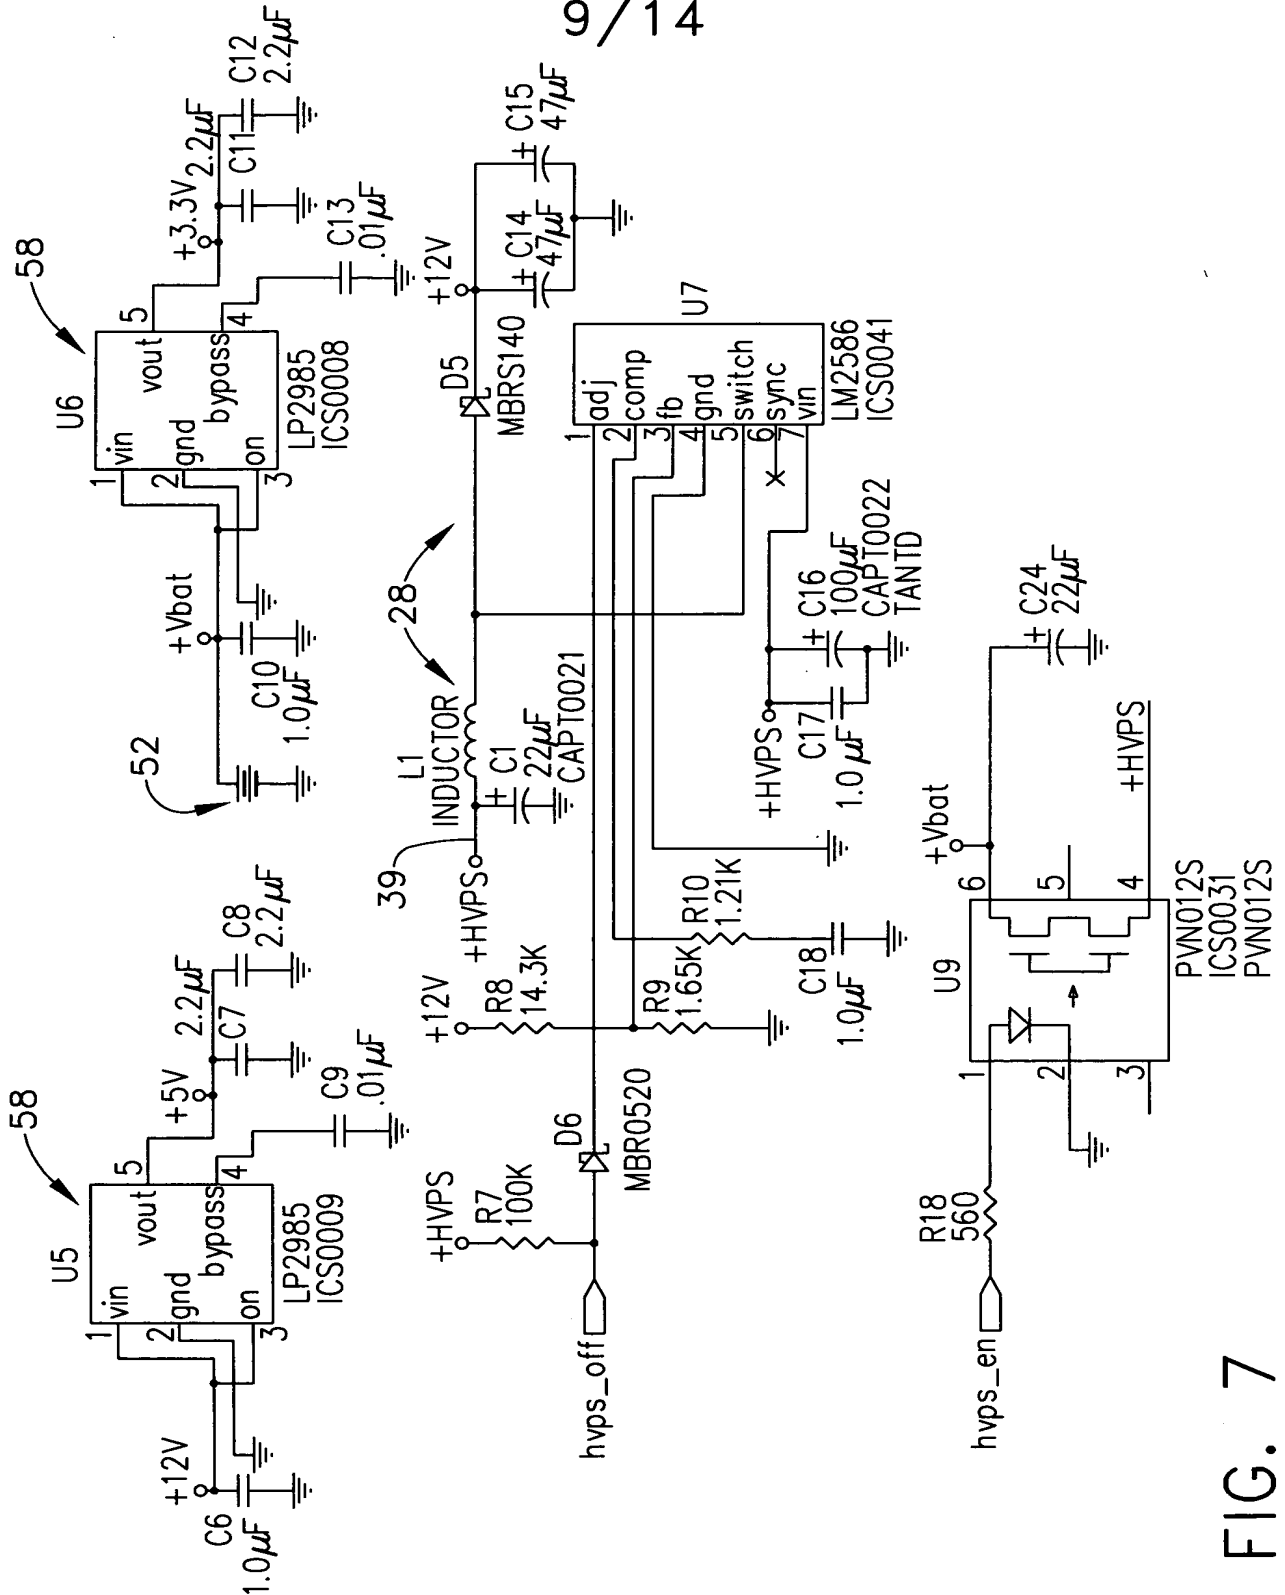 9/14
58
U5
vin
gnd
on
vout
bypass
1
2
3
5
4
LP2985
ICS0009
+12V
C6
1.0µF
+5V
2.2µF
C7
C8
2.2µF
C9
.01µF
52
+Vbat
C10
1.0µF
58
U6
vin
gnd
on
vout
bypass
1
2
3
5
4
LP2985
ICS0008
+3.3V
2.2µF
C11
C12
2.2µF
C13
.01µF
39
+HVPS
L1
INDUCTOR
C1
22µF
CAPT0021
28
D5
MBRS140
+12V
C14
47µF
C15
47µF
hvps_off
+HVPS
R7
100K
D6
MBR0520
+12V
R8
14.3K
R9
1.65K
R10
1.21K
C18
1.0µF
+HVPS
C17
1.0µF
C16
100µF
CAPT0022
TANTD
U7
1
adj
2
comp
3
fb
4
gnd
5
switch
6
sync
7
vin
LM2586
ICS0041
hvps_en
R18
560
U9
1
2
3
6
5
4
PVN012S
ICS0031
PVN012S
+Vbat
+HVPS
C24
22µF
FIG. 7